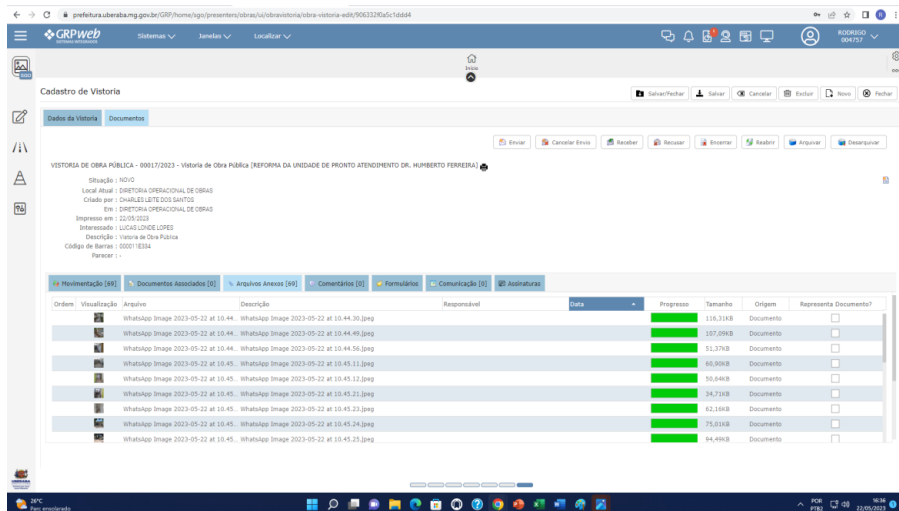 prefeitura.uberaba.mg.gov.br/GRP/home/sgo/presenters/obras/ui/obravistoria/obra-vistoria-edit/906332f0a5c1ddd4
GRPWeb Sistemas Janelas Localizar RODRIGO
SISTEMAS INTEGRADOS 004757
SGO Início
Cadastro de Vistoria Salvar/Fechar Salvar Cancelar Excluir Novo Fechar
Dados da Vistoria Documentos
Enviar Cancelar Envio Receber Recusar Encerrar Reabrir Arquivar Desarquivar
VISTORIA DE OBRA PÚBLICA - 00017/2023 - Vistoria de Obra Pública [REFORMA DA UNIDADE DE PRONTO ATENDIMENTO DR. HUMBERTO FERREIRA]
Situação : NOVO
Local Atual : DIRETORIA OPERACIONAL DE OBRAS
Criado por : CHARLES LEITE DOS SANTOS
Em : DIRETORIA OPERACIONAL DE OBRAS
Impresso em : 22/05/2023
Interessado : LUCAS LONDE LOPES
Descrição : Vistoria de Obra Pública
Código de Barras : 000011E334
Parecer : -
Movimentação [69] Documentos Associados [0] Arquivos Anexos [69] Comentários [0] Formulários Comunicação [0] Assinaturas
Ordem Visualização Arquivo Descrição Responsável Data Progresso Tamanho Origem Representa Documento?
WhatsApp Image 2023-05-22 at 10.44... WhatsApp Image 2023-05-22 at 10.44.30.jpeg 116,31KB Documento
WhatsApp Image 2023-05-22 at 10.44... WhatsApp Image 2023-05-22 at 10.44.49.jpeg 107,09KB Documento
WhatsApp Image 2023-05-22 at 10.44... WhatsApp Image 2023-05-22 at 10.44.56.jpeg 51,37KB Documento
WhatsApp Image 2023-05-22 at 10.45... WhatsApp Image 2023-05-22 at 10.45.11.jpeg 60,90KB Documento
WhatsApp Image 2023-05-22 at 10.45... WhatsApp Image 2023-05-22 at 10.45.12.jpeg 50,64KB Documento
WhatsApp Image 2023-05-22 at 10.45... WhatsApp Image 2023-05-22 at 10.45.21.jpeg 34,71KB Documento
WhatsApp Image 2023-05-22 at 10.45... WhatsApp Image 2023-05-22 at 10.45.23.jpeg 62,16KB Documento
WhatsApp Image 2023-05-22 at 10.45... WhatsApp Image 2023-05-22 at 10.45.24.jpeg 75,01KB Documento
WhatsApp Image 2023-05-22 at 10.45... WhatsApp Image 2023-05-22 at 10.45.25.jpeg 94,49KB Documento
UBERABA
26°C POR 16:36
Parc ensolarado PTB2 22/05/2023